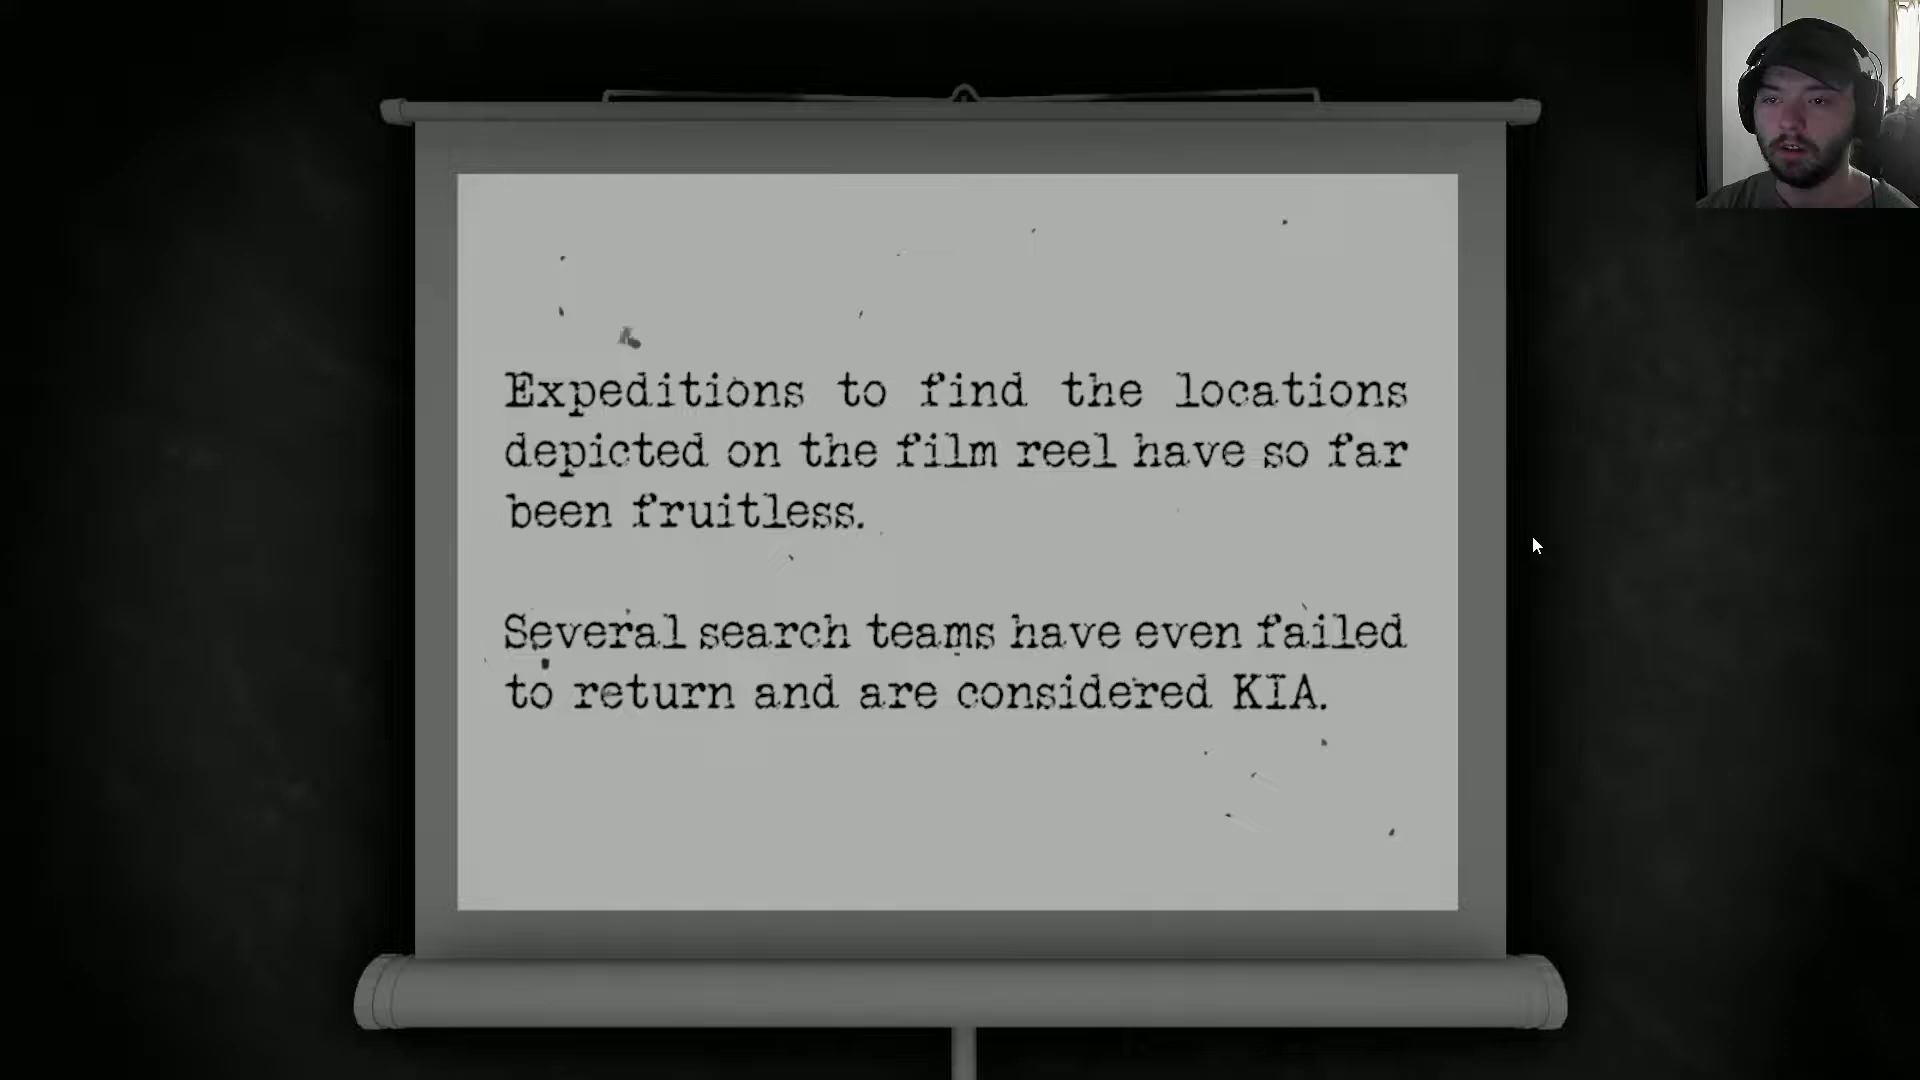 Expeditions to find the locations
depicted on the film reel have so far
been fruitless.
Several search teams have even failed
to return and are considered KIA.